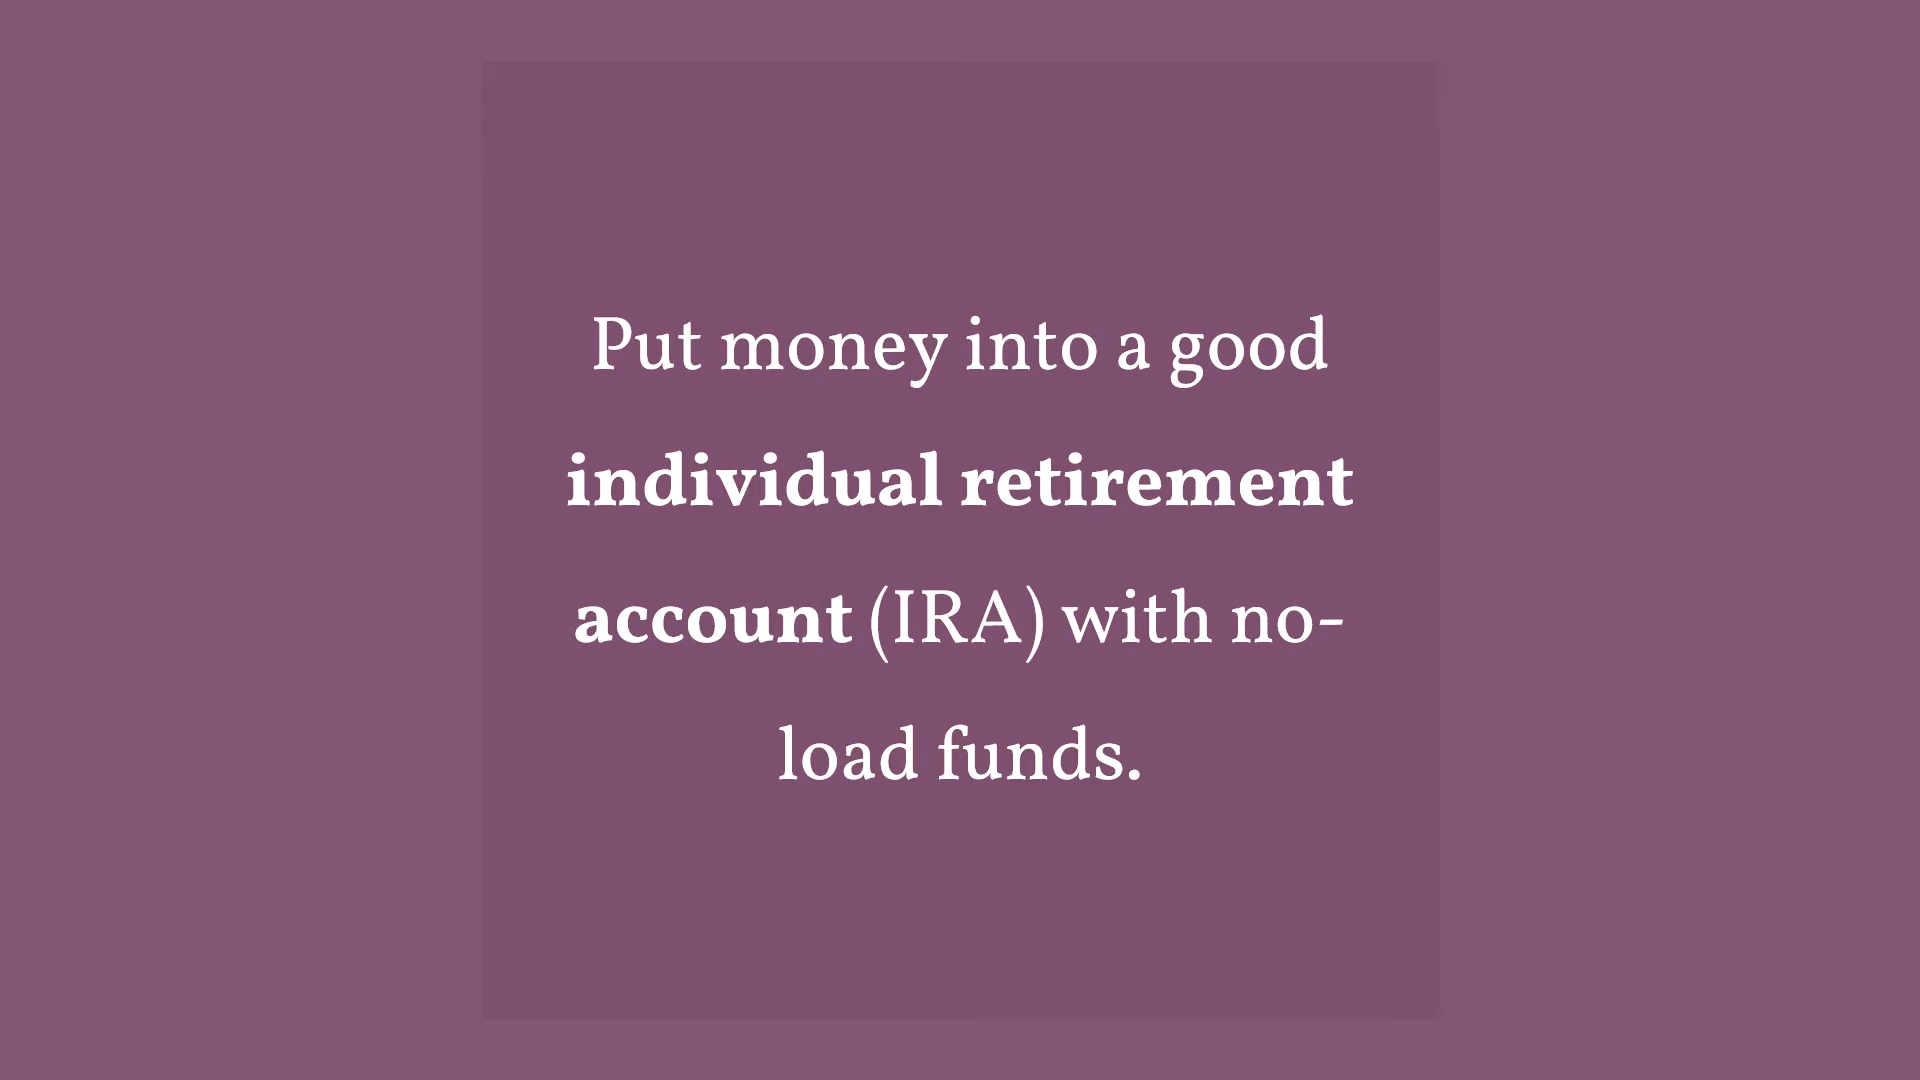 Put money into a good
individual retirement
account (IRA) with no-
load funds.